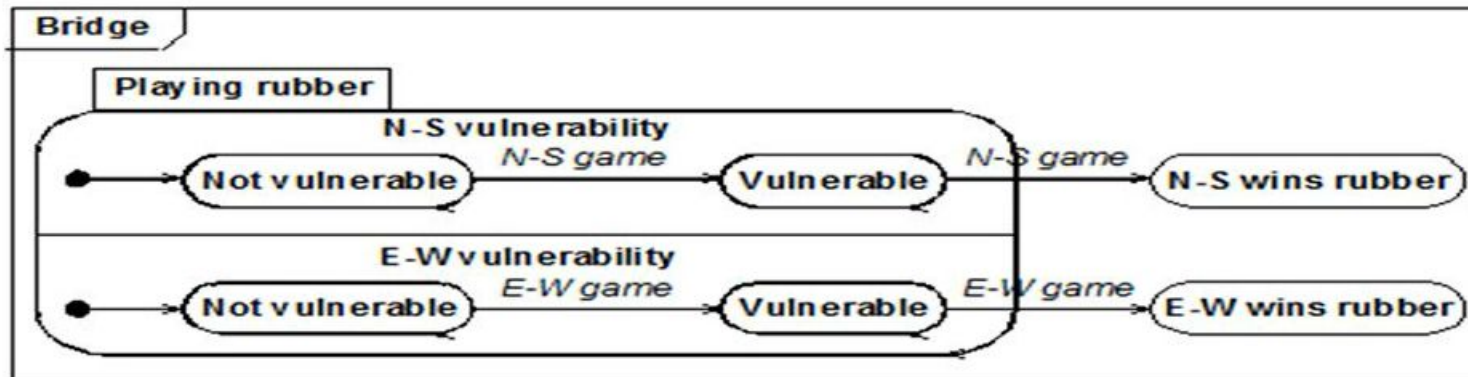 Bridge
Playing rubber
N-S vulnerability
N-S game
N-S game
Not vulnerable
Vulnerable
N-S wins rubber
E-W vulnerability
E-W game
E-W game
Not vulnerable
Vulnerable
E-W wins rubber